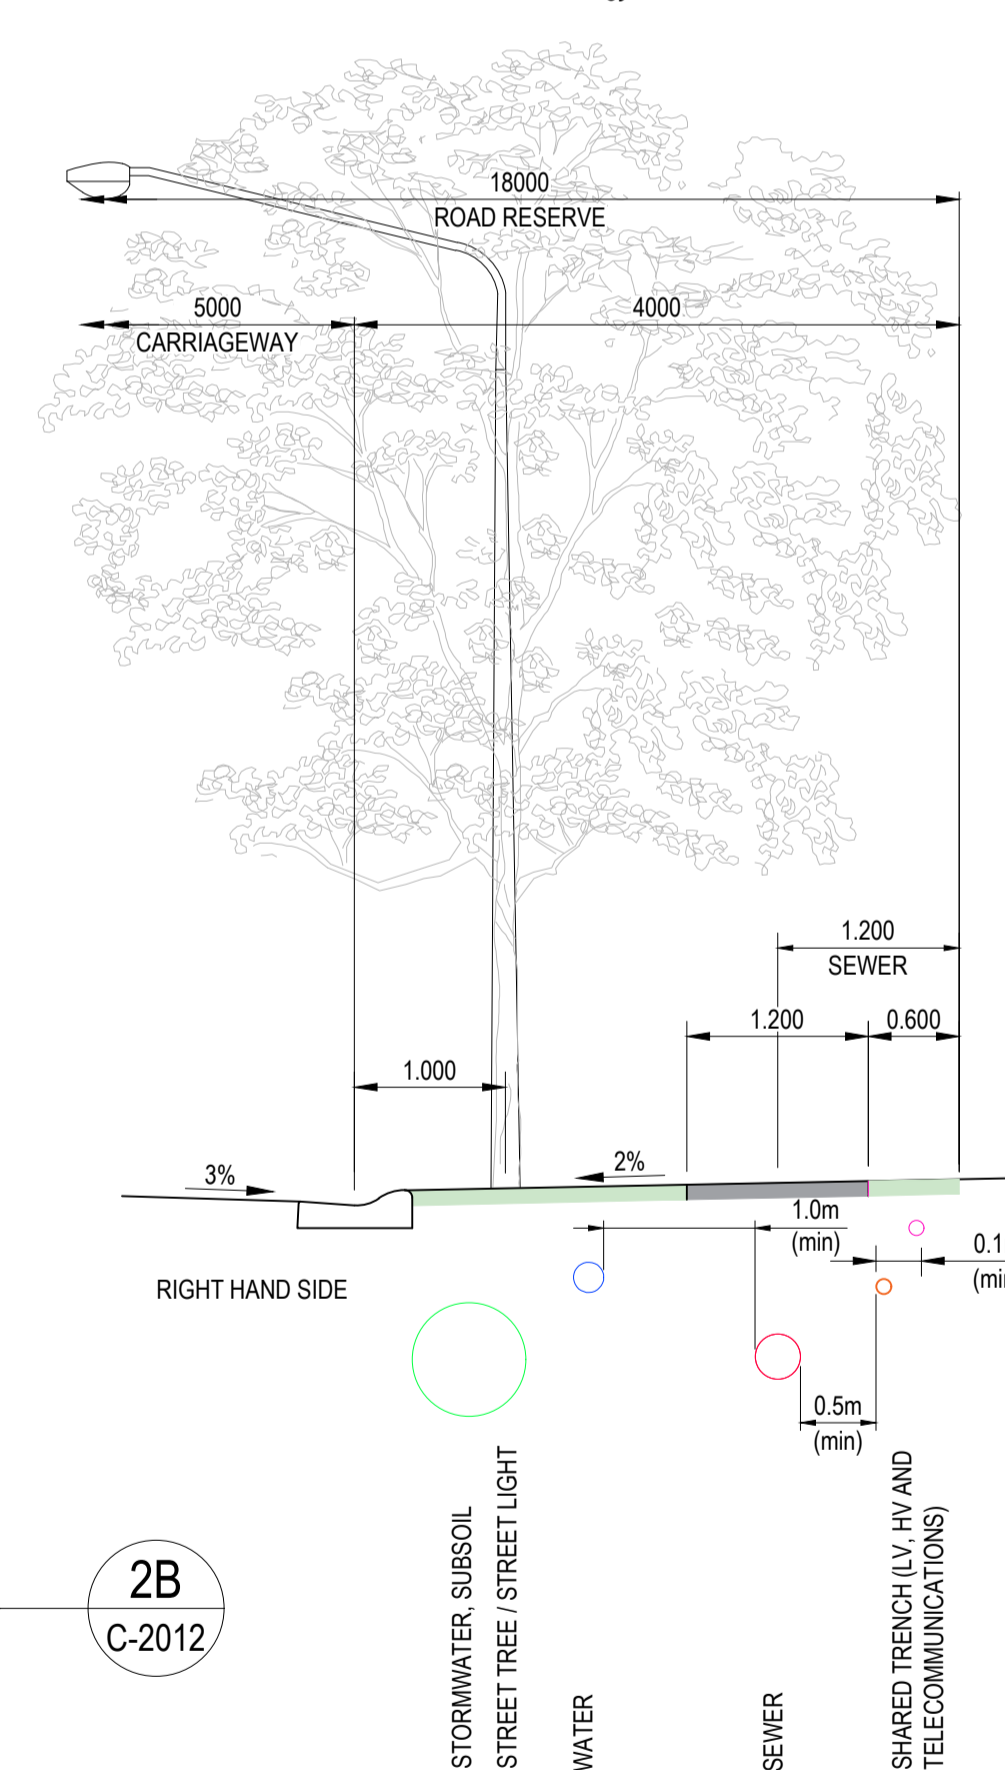 18000
ROAD RESERVE
5000
4000
CARRIAGEWAY
1.200
SEWER
1.200
0.600
1.000
3%
2%
1.0m
(min)
0.1
RIGHT HAND SIDE
0.5m
(min)
STORMWATER, SUBSOIL
STREET TREE / STREET LIGHT
WATER
SEWER
SHARED TRENCH (LV, HV AND
TELECOMMUNICATIONS)
2B
C-2012